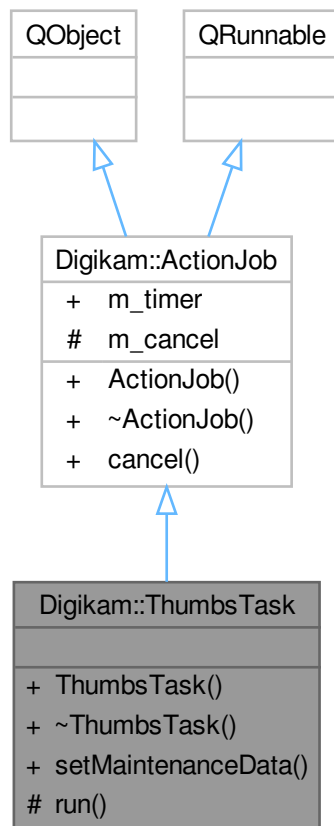 QObject
QRunnable
Digikam::ActionJob
+ m_timer
# m_cancel
+ ActionJob()
+ ~ActionJob()
+ cancel()
Digikam::ThumbsTask
+ ThumbsTask()
+ ~ThumbsTask()
+ setMaintenanceData()
# run()